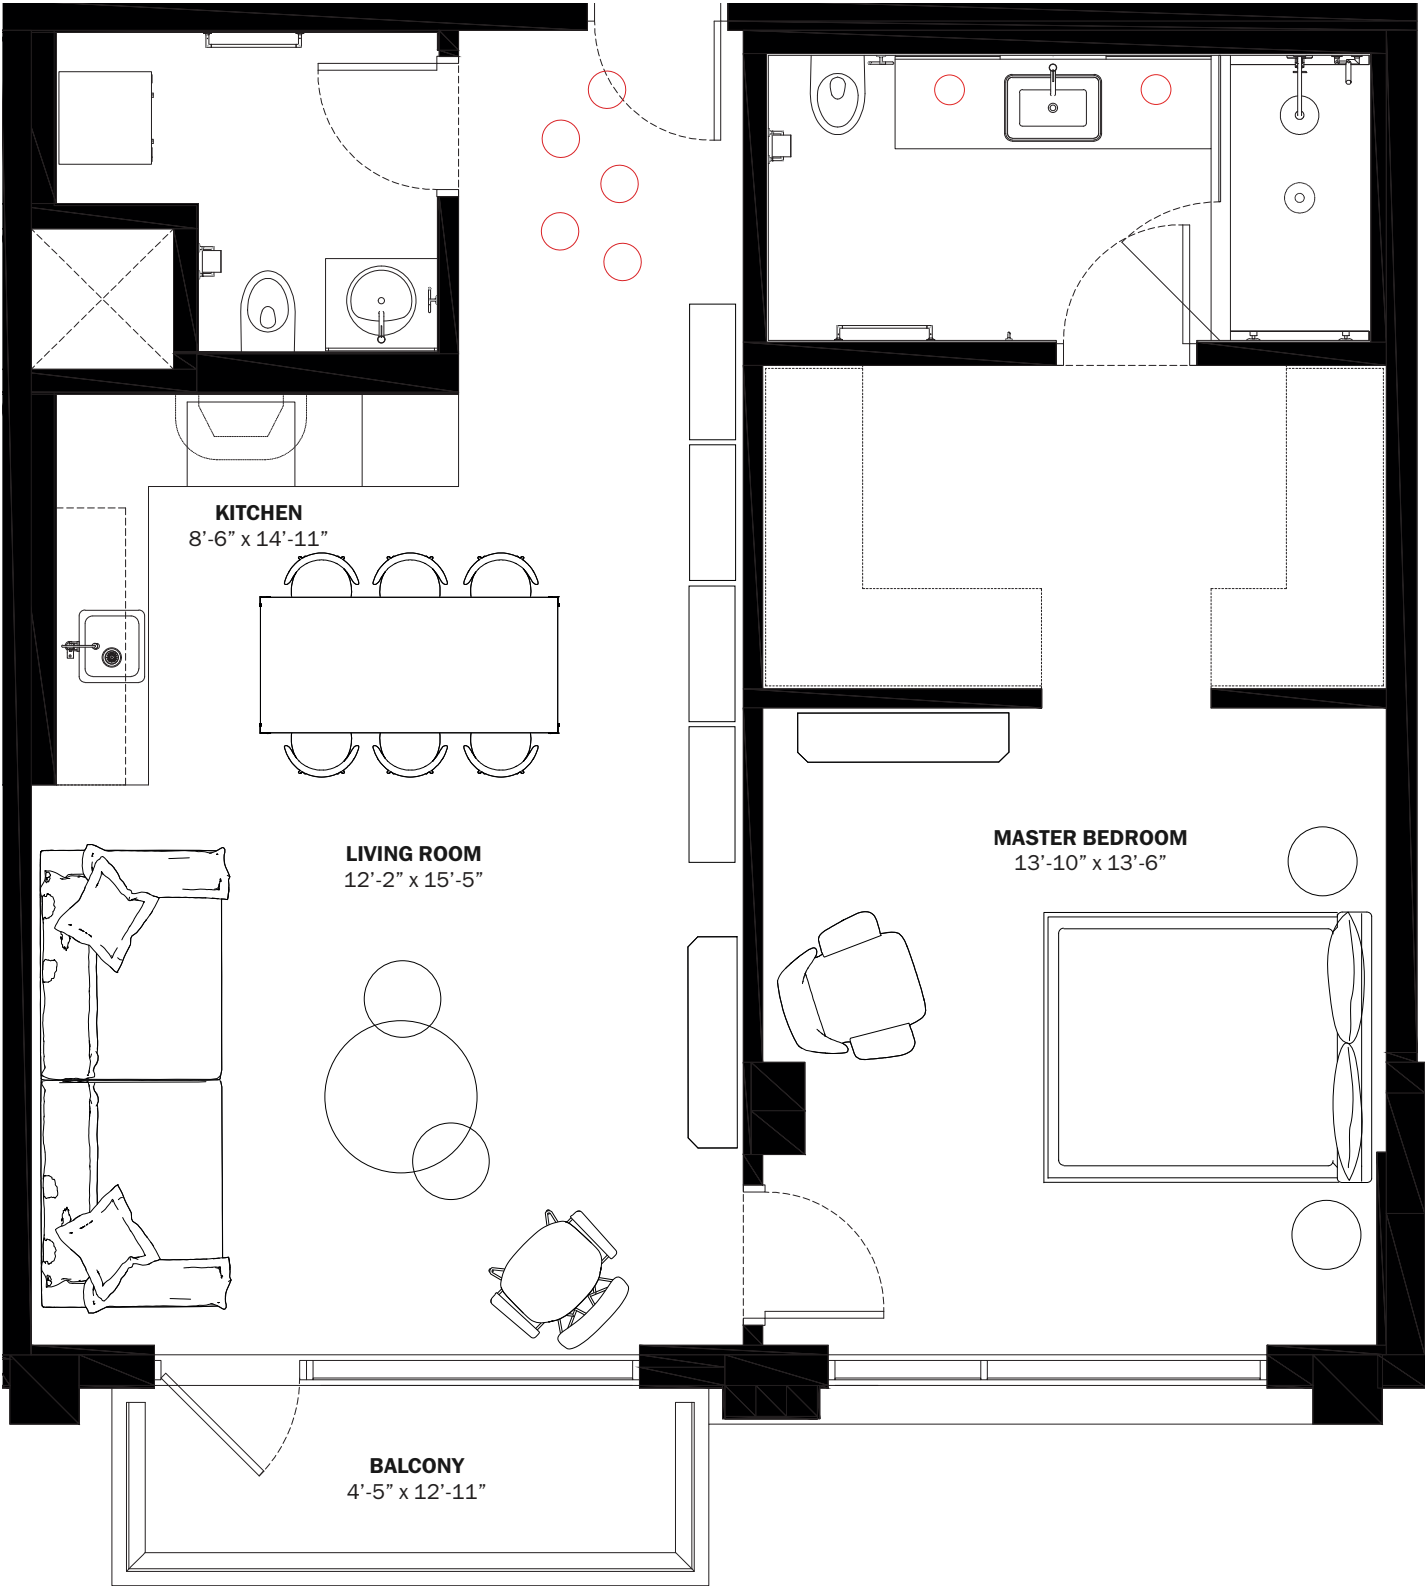 KITCHEN
8’-6” x 14’-11”
LIVING ROOM
12’-2” x 15’-5”
MASTER BEDROOM
13’-10” x 13’-6”
BALCONY
4’-5” x 12’-11”